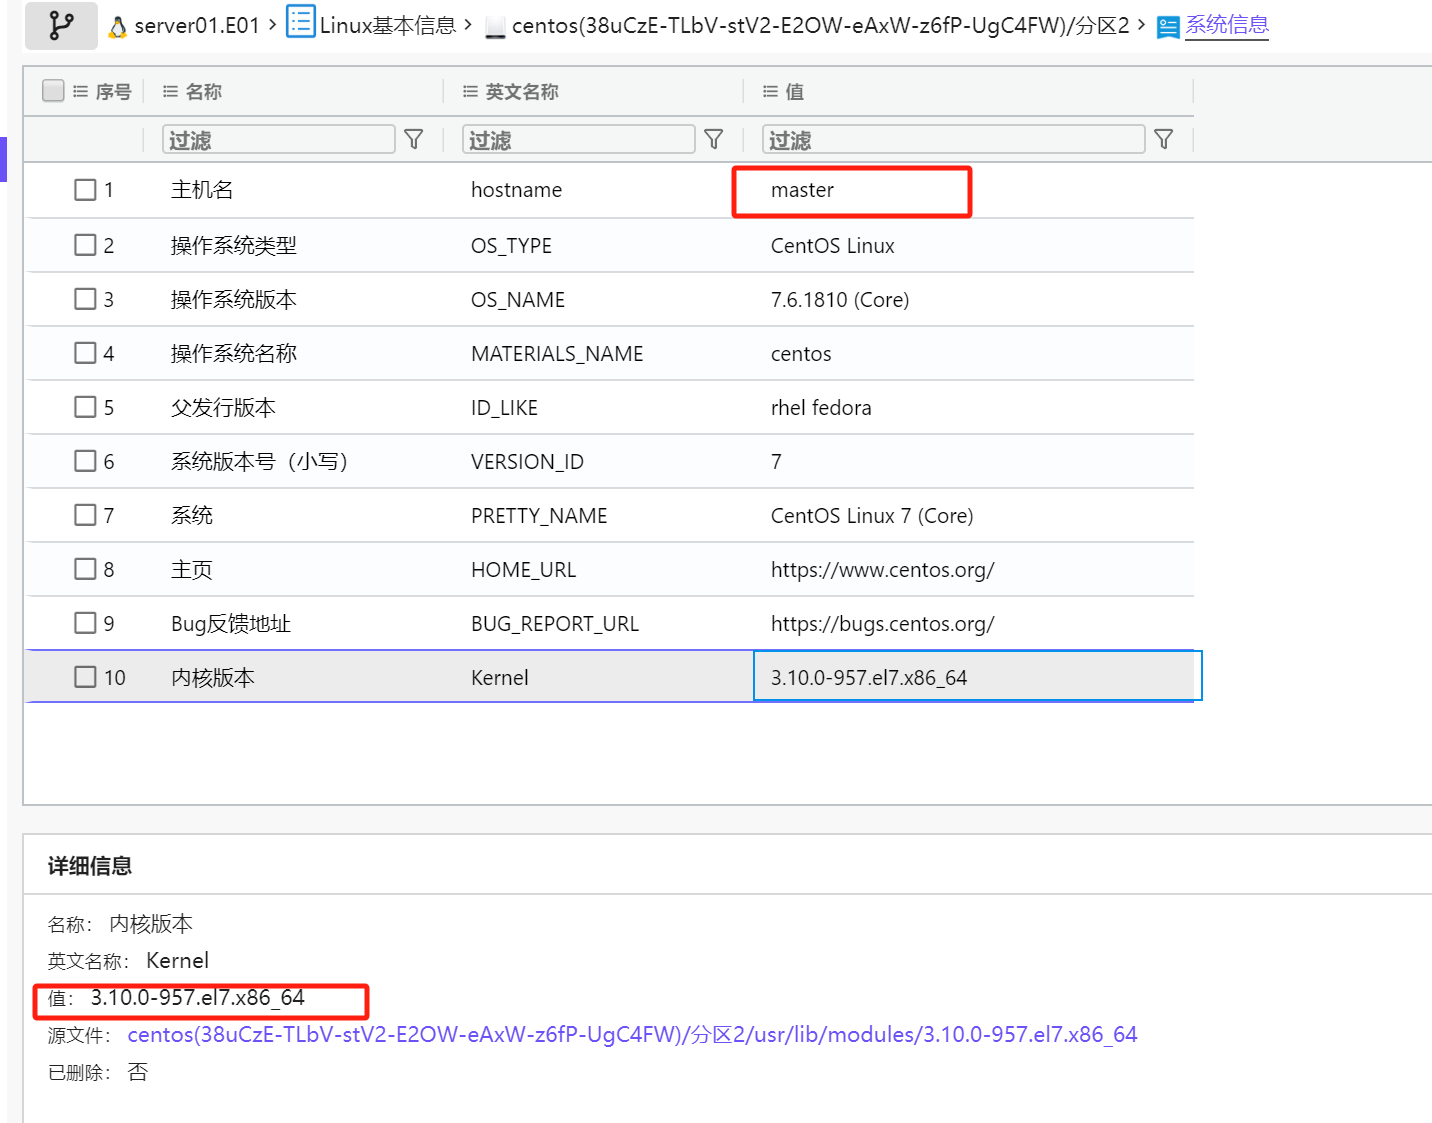 server01.E01 > Linux基本信息 > centos(38uCzE-TLbV-stV2-E2OW-eAxW-z6fP-UgC4FW)/分区2 > 系统信息
序号 名称 英文名称 值
过滤 过滤 过滤
1 主机名 hostname master
2 操作系统类型 OS_TYPE CentOS Linux
3 操作系统版本 OS_NAME 7.6.1810 (Core)
4 操作系统名称 MATERIALS_NAME centos
5 父发行版本 ID_LIKE rhel fedora
6 系统版本号（小写） VERSION_ID 7
7 系统 PRETTY_NAME CentOS Linux 7 (Core)
8 主页 HOME_URL https://www.centos.org/
9 Bug反馈地址 BUG_REPORT_URL https://bugs.centos.org/
10 内核版本 Kernel 3.10.0-957.el7.x86_64
详细信息
名称： 内核版本
英文名称： Kernel
值： 3.10.0-957.el7.x86_64
源文件： centos(38uCzE-TLbV-stV2-E2OW-eAxW-z6fP-UgC4FW)/分区2/usr/lib/modules/3.10.0-957.el7.x86_64
已删除： 否